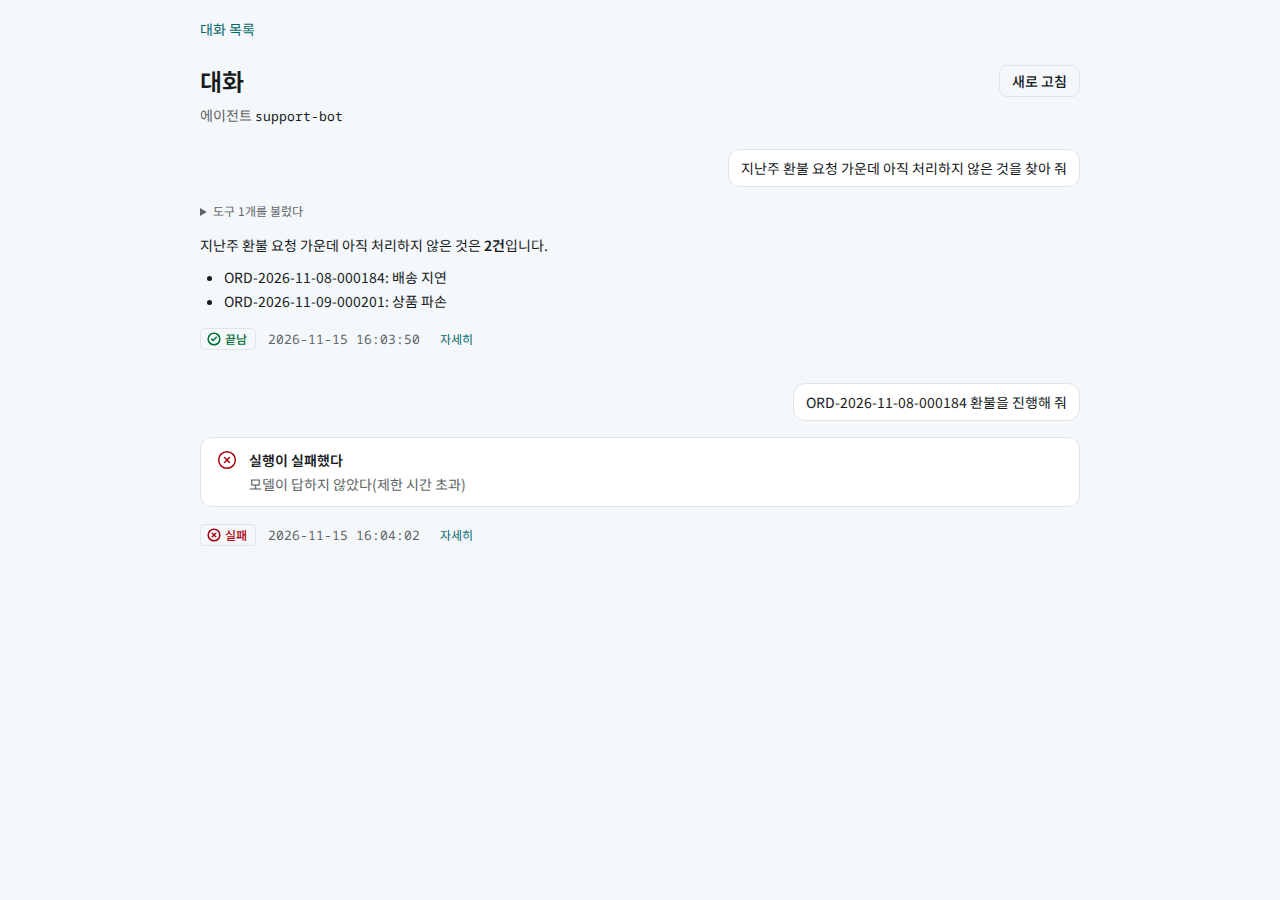 대화 목록
대화
새로 고침
에이전트 support-bot
지난주 환불 요청 가운데 아직 처리하지 않은 것을 찾아 줘
도구 1개를 불렀다
지난주 환불 요청 가운데 아직 처리하지 않은 것은 2건입니다.
ORD-2026-11-08-000184: 배송 지연
ORD-2026-11-09-000201: 상품 파손
끝남 2026-11-15 16:03:50 자세히
ORD-2026-11-08-000184 환불을 진행해 줘
실행이 실패했다
모델이 답하지 않았다(제한 시간 초과)
실패 2026-11-15 16:04:02 자세히